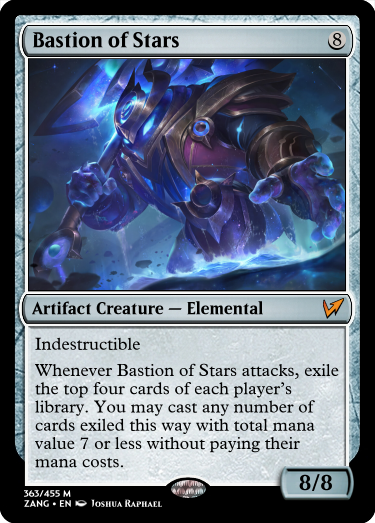 Bastion of Stars 8
Artifact Creature — Elemental
Indestructible
Whenever Bastion of Stars attacks, exile
the top four cards of each player's
library. You may cast any number of
cards exiled this way with total mana
value 7 or less without paying their
mana costs.
8/8
363/455 M
ZANG • EN Joshua Raphael